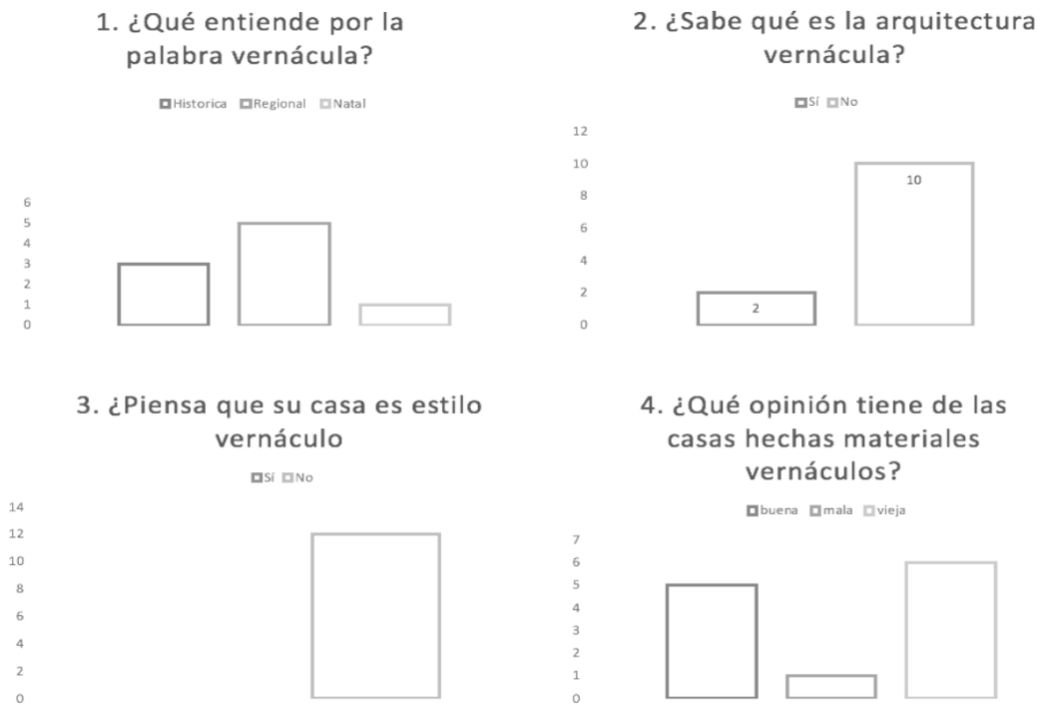 1. ¿Qué entiende por la
palabra vernácula?
Historica Regional Natal
6
5
4
3
2
1
0
2. ¿Sabe qué es la arquitectura
vernácula?
Sí No
12
10
8
6
4
2
0
2
10
3. ¿Piensa que su casa es estilo
vernáculo
Sí No
14
12
10
8
6
4
2
0
4. ¿Qué opinión tiene de las
casas hechas materiales
vernáculos?
buena mala vieja
7
6
5
4
3
2
1
0